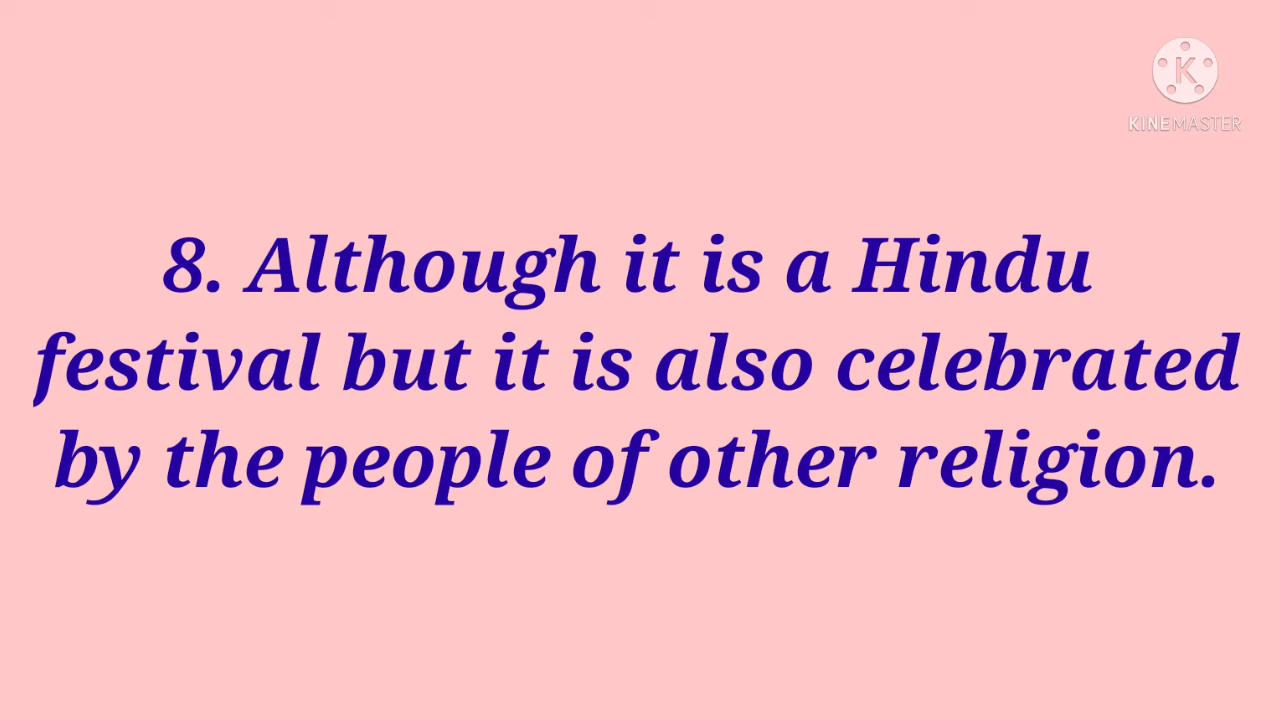 K
KINEMASTER
8. Although it is a Hindu
festival but it is also celebrated
by the people of other religion.